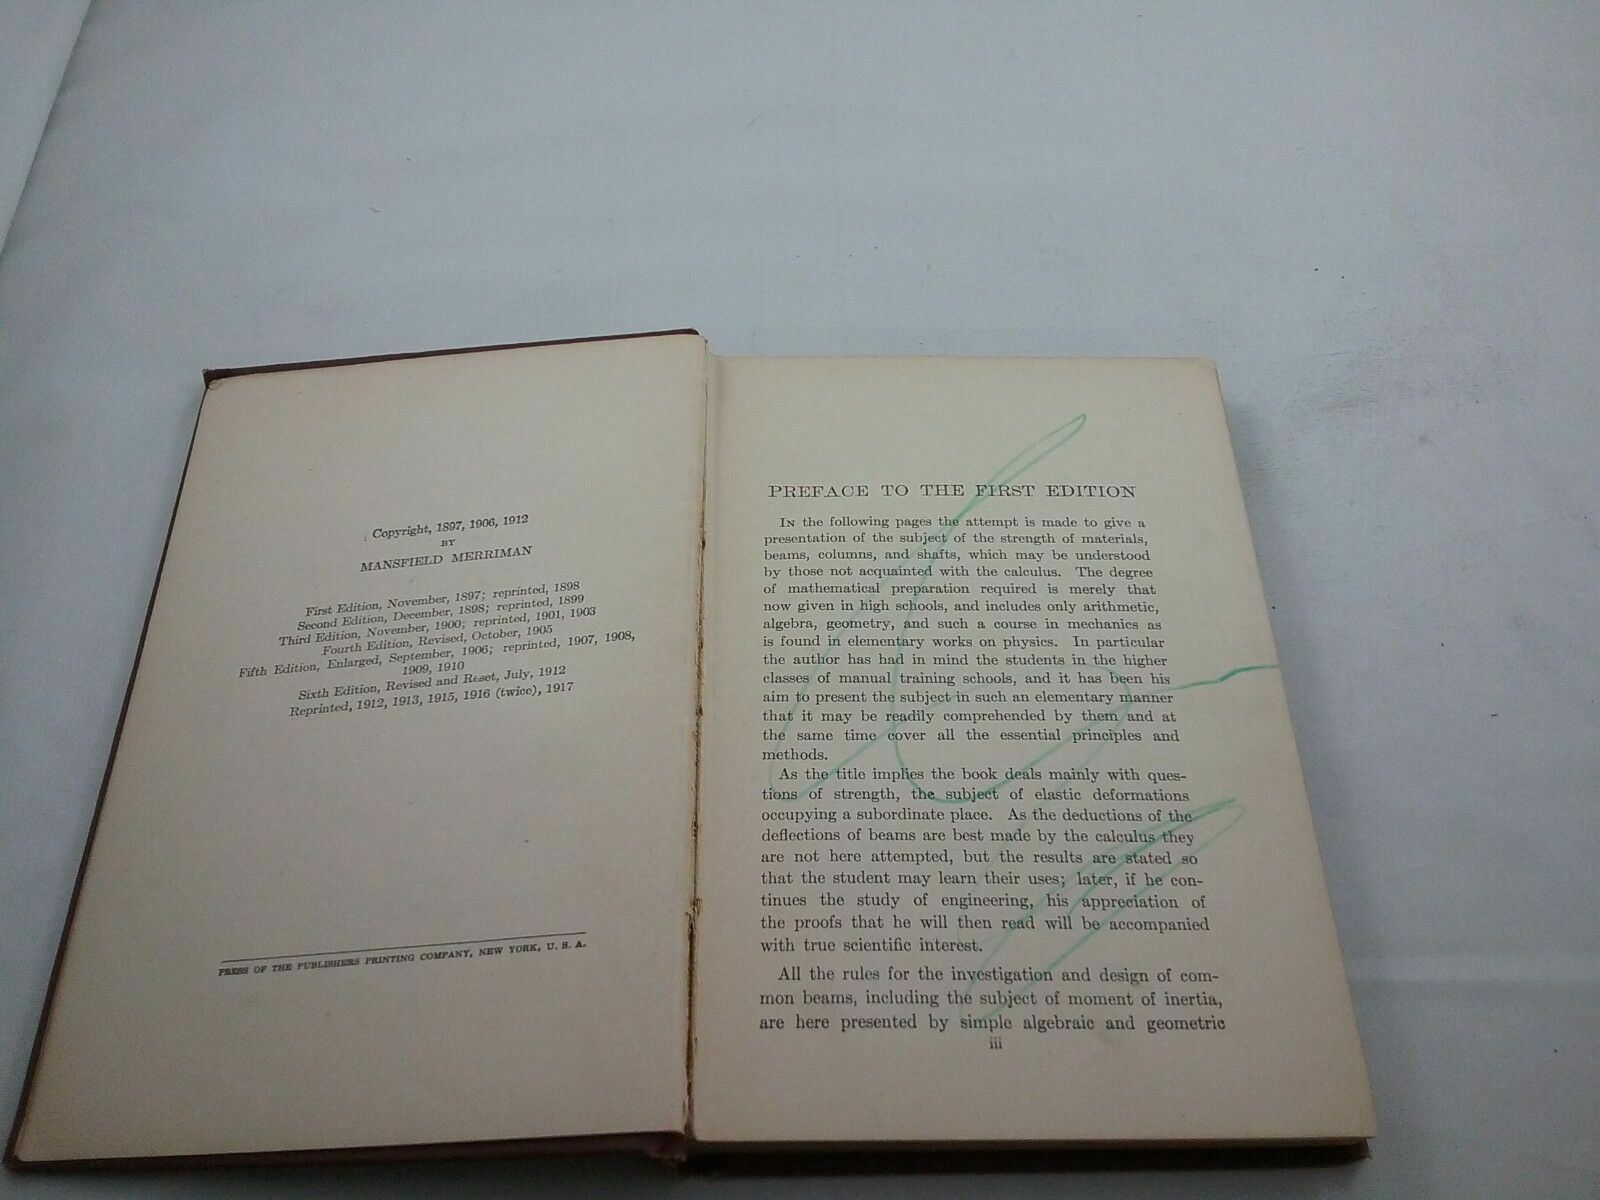 Copyright, 1897, 1906, 1912
BY
MANSFIELD MERRIMAN
First Edition, November, 1897; reprinted, 1898
Second Edition, December, 1898; reprinted, 1899
Third Edition, November, 1900; reprinted, 1901, 1903
Fourth Edition, Revised, October, 1905
Fifth Edition, Enlarged, September, 1906; reprinted, 1907, 1908,
1909, 1910
Sixth Edition, Revised and Reset, July, 1912
Reprinted, 1912, 1913, 1915, 1916 (twice), 1917
PRESS OF THE PUBLISHERS PRINTING COMPANY, NEW YORK, U. S. A.
PREFACE TO THE FIRST EDITION
IN the following pages the attempt is made to give a
presentation of the subject of the strength of materials,
beams, columns, and shafts, which may be understood
by those not acquainted with the calculus. The degree
of mathematical preparation required is merely that
now given in high schools, and includes only arithmetic,
algebra, geometry, and such a course in mechanics as
is found in elementary works on physics. In particular
the author has had in mind the students in the higher
classes of manual training schools, and it has been his
aim to present the subject in such an elementary manner
that it may be readily comprehended by them and at
the same time cover all the essential principles and
methods.
As the title implies the book deals mainly with ques-
tions of strength, the subject of elastic deformations
occupying a subordinate place. As the deductions of the
deflections of beams are best made by the calculus they
are not here attempted, but the results are stated so
that the student may learn their uses; later, if he con-
tinues the study of engineering, his appreciation of
the proofs that he will then read will be accompanied
with true scientific interest.
All the rules for the investigation and design of com-
mon beams, including the subject of moment of inertia,
are here presented by simple algebraic and geometric
iii